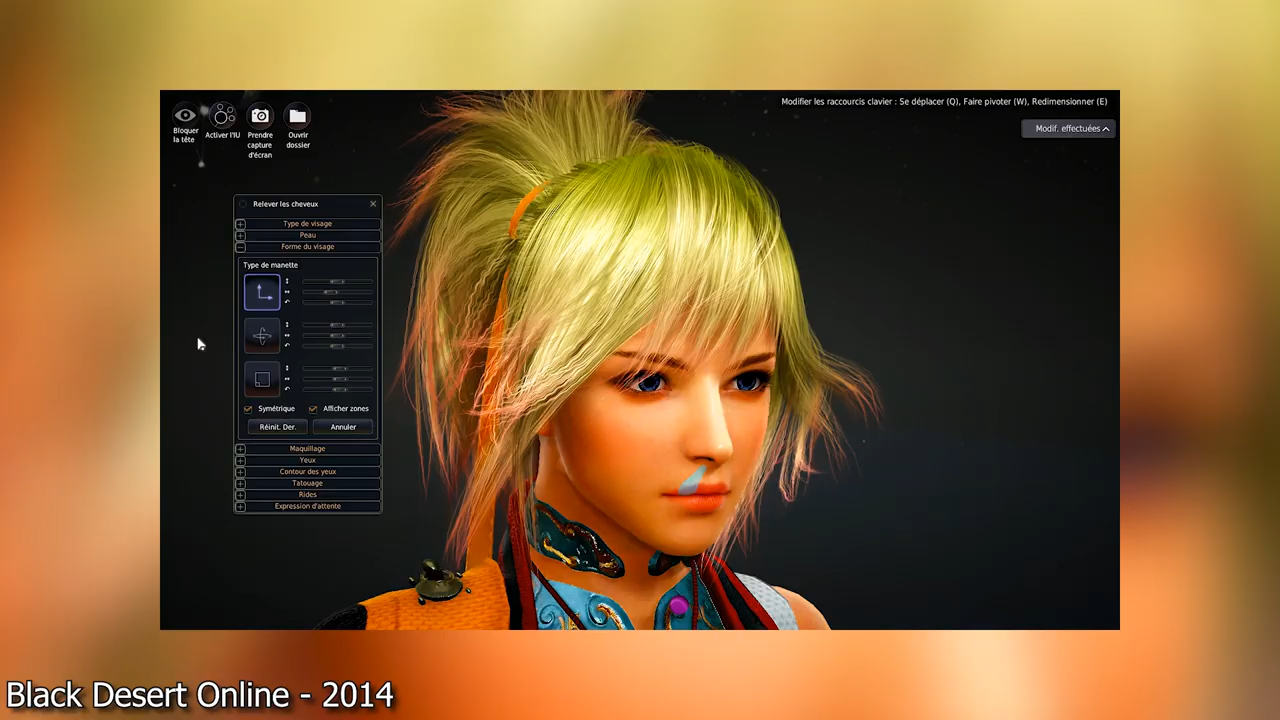 Modifier les raccourcis clavier : Se déplacer (Q), Faire pivoter (W), Redimensionner (E)
Bloquer
la tête
Activer l'IU
Prendre
capture
d'écran
Ouvrir
dossier
Modif. effectuées
Relever les cheveux
Type de visage
Peau
Forme du visage
Type de manette
Symétrique
Afficher zones
Réinit. Der.
Annuler
Maquillage
Yeux
Contour des yeux
Tatouage
Rides
Expression d'attente
Black Desert Online - 2014